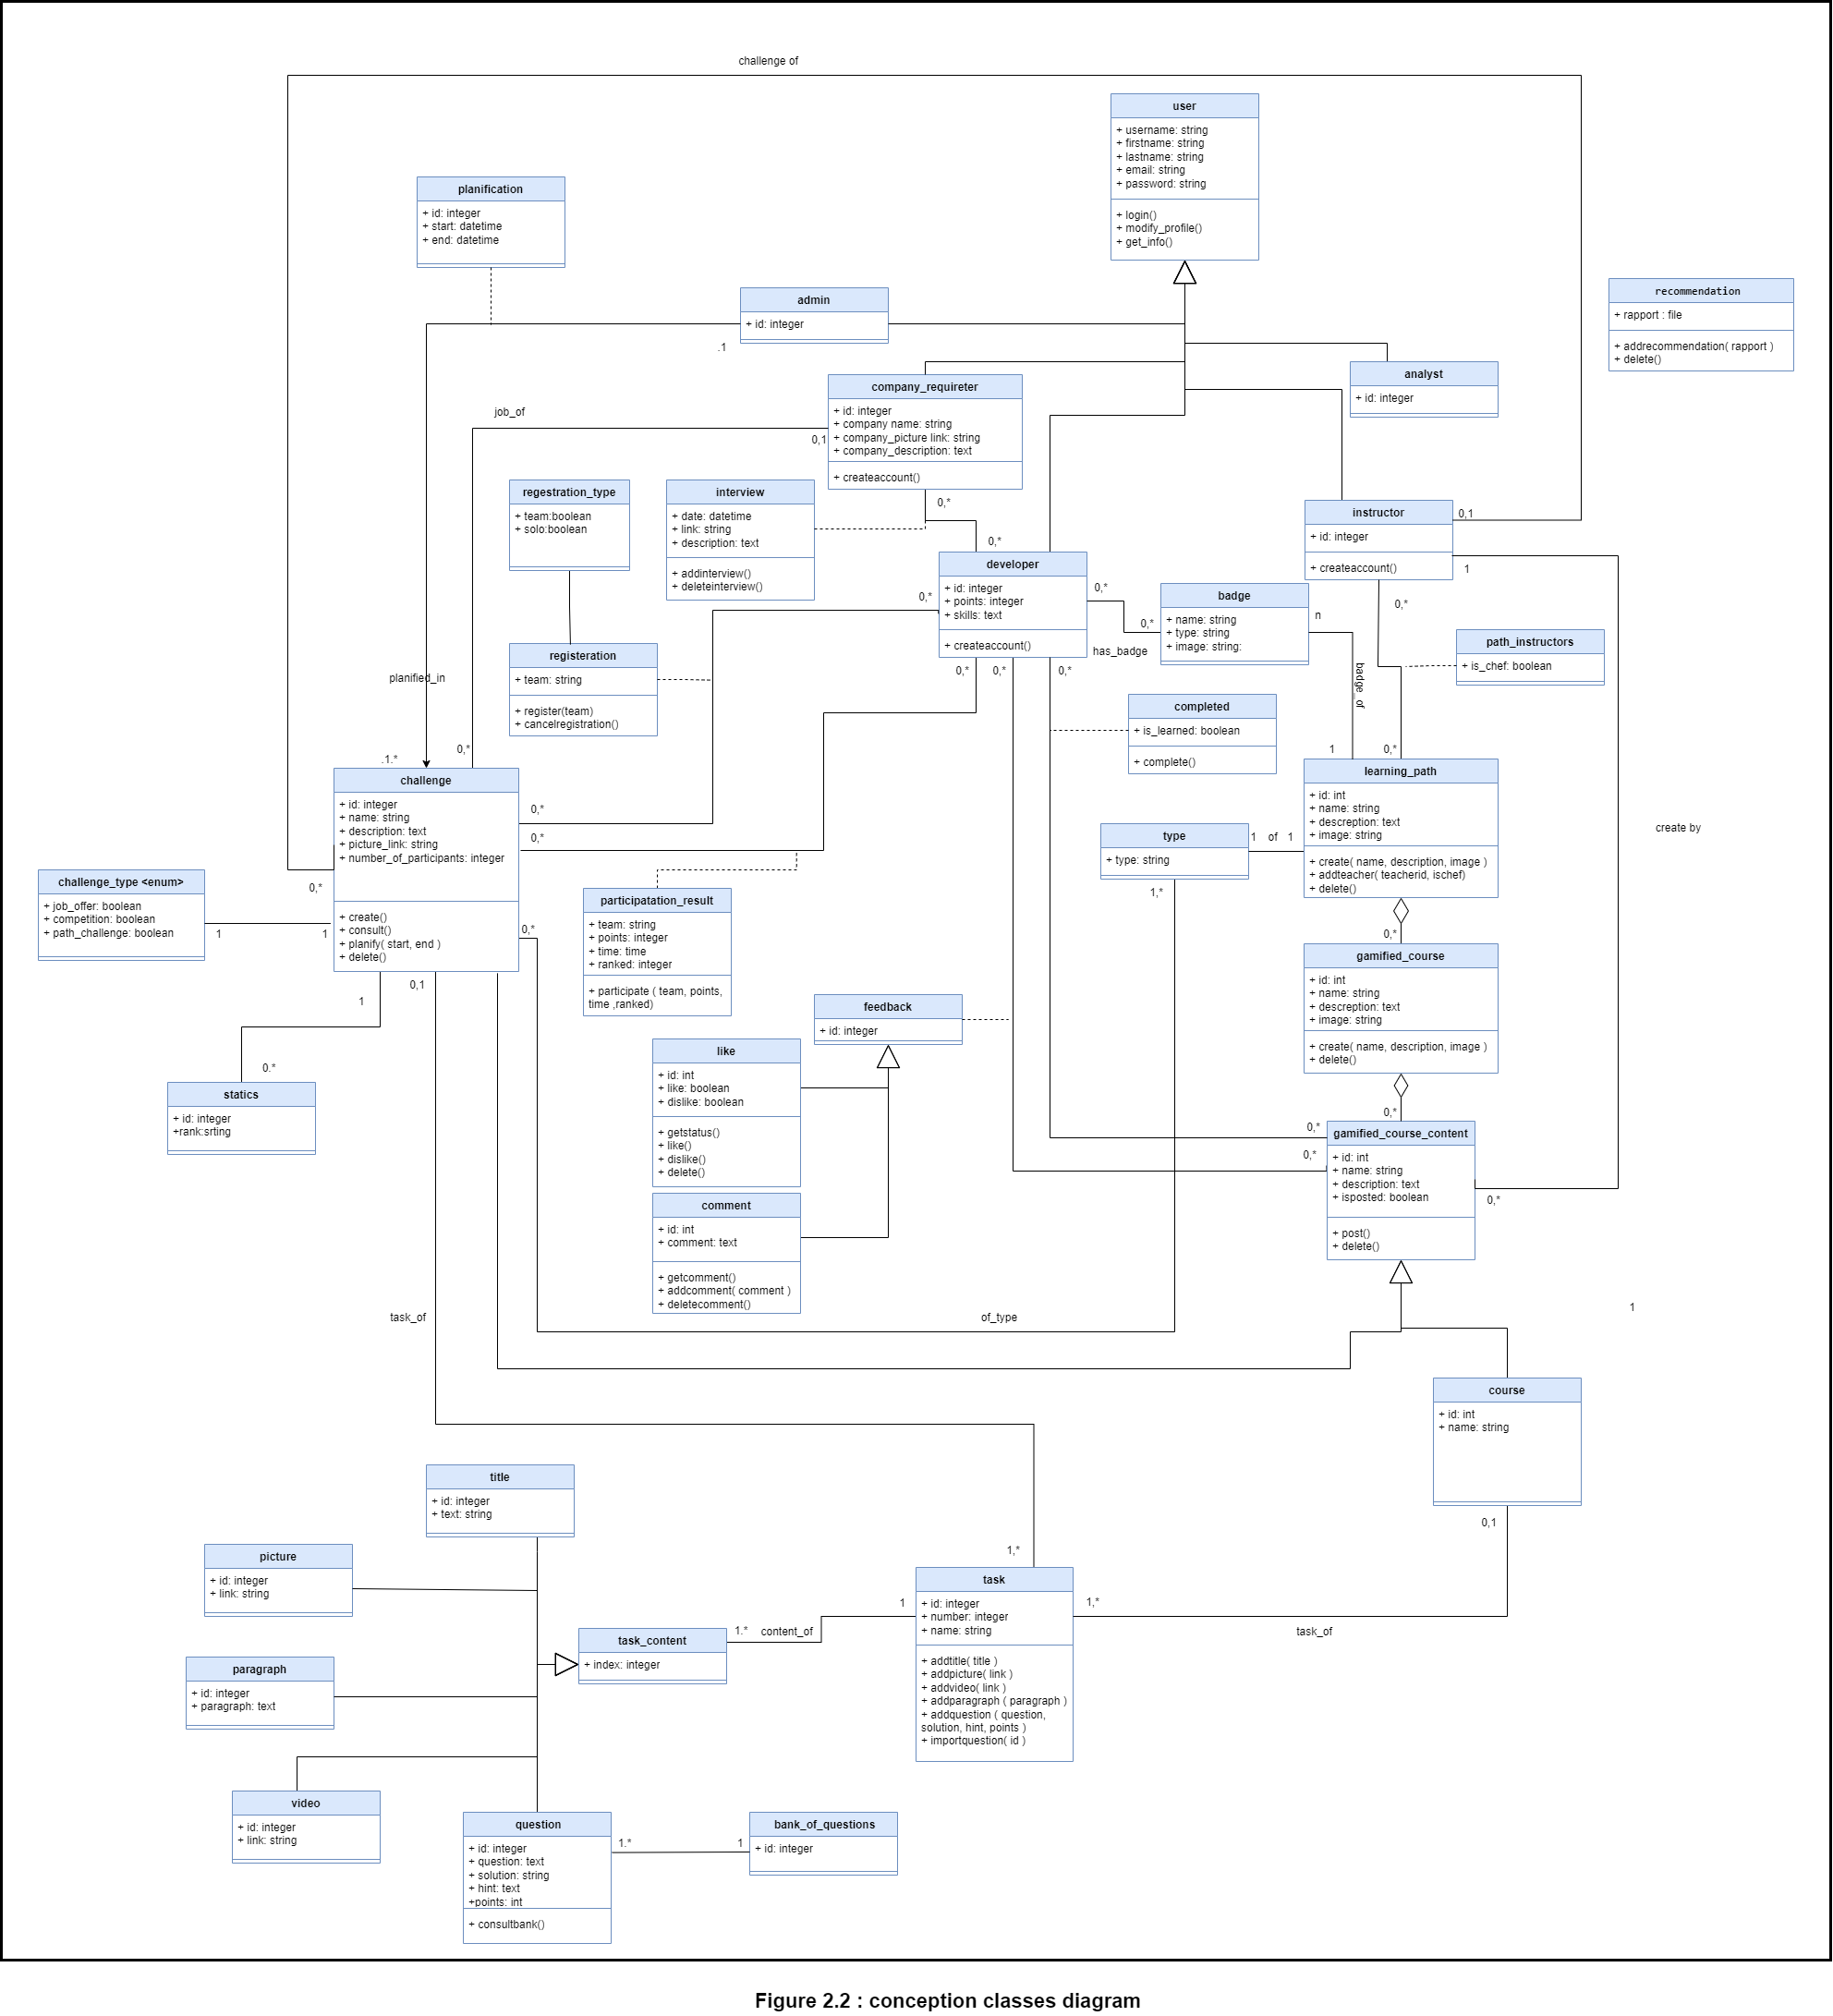 challenge of
user
+ username: string
+ firstname: string
+ lastname: string
+ email: string
+ password: string
+ login()
+ modify_profile()
+ get_info()
planification
+ id: integer
+ start: datetime
+ end: datetime
admin
+ id: integer
.1
recommendation
+ rapport : file
+ addrecommendation( rapport )
+ delete()
analyst
+ id: integer
company_requireter
+ id: integer
+ company name: string
+ company_picture link: string
+ company_description: text
+ createaccount()
job_of
0,1
0,*
regestration_type
+ team:boolean
+ solo:boolean
interview
+ date: datetime
+ link: string
+ description: text
+ addinterview()
+ deleteinterview()
instructor
+ id: integer
+ createaccount()
0,1
1
0,*
0,*
developer
+ id: integer
+ points: integer
+ skills: text
+ createaccount()
0,*
0,*
0,*
has_badge
badge
+ name: string
+ type: string
+ image: string:
n
badge_of
path_instructors
+ is_chef: boolean
registeration
+ team: string
+ register(team)
+ cancelregistration()
planified_in
0,*
0,*
0,*
completed
+ is_learned: boolean
+ complete()
.1.*
0,*
1
0,*
challenge
+ id: integer
+ name: string
+ description: text
+ picture_link: string
+ number_of_participants: integer
+ create()
+ consult()
+ planify( start, end )
+ delete()
0,*
0,*
0,*
0,*
learning_path
+ id: int
+ name: string
+ descreption: text
+ image: string
+ create( name, description, image )
+ addteacher( teacherid, ischef)
+ delete()
create by
type
+ type: string
1 of 1
1,*
challenge_type <enum>
+ job_offer: boolean
+ competition: boolean
+ path_challenge: boolean
1
1
participatation_result
+ team: string
+ points: integer
+ time: time
+ ranked: integer
+ participate ( team, points,
time ,ranked)
0,*
gamified_course
+ id: int
+ name: string
+ descreption: text
+ image: string
+ create( name, description, image )
+ delete()
1
0,1
feedback
+ id: integer
0.*
statics
+ id: integer
+rank:srting
like
+ id: int
+ like: boolean
+ dislike: boolean
+ getstatus()
+ like()
+ dislike()
+ delete()
0,*
0,*
0,*
gamified_course_content
+ id: int
+ name: string
+ description: text
+ isposted: boolean
+ post()
+ delete()
0,*
comment
+ id: int
+ comment: text
+ getcomment()
+ addcomment( comment )
+ deletecomment()
task_of
of_type
1
course
+ id: int
+ name: string
0,1
title
+ id: integer
+ text: string
picture
+ id: integer
+ link: string
1,*
task
+ id: integer
+ number: integer
+ name: string
+ addtitle( title )
+ addpicture( link )
+ addvideo( link )
+ addparagraph ( paragraph )
+ addquestion ( question,
solution, hint, points )
+ importquestion( id )
1
1,*
task_of
1.*
content_of
task_content
+ index: integer
paragraph
+ id: integer
+ paragraph: text
video
+ id: integer
+ link: string
question
+ id: integer
+ question: text
+ solution: string
+ hint: text
+points: int
+ consultbank()
1.*
1
bank_of_questions
+ id: integer
Figure 2.2 : conception classes diagram